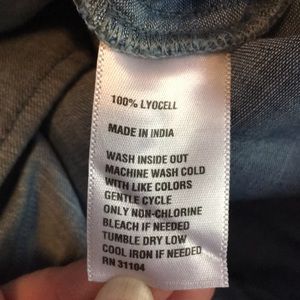 100% LYOCELL
MADE IN INDIA
WASH INSIDE OUT
MACHINE WASH COLD
WITH LIKE COLORS
GENTLE CYCLE
ONLY NON-CHLORINE
BLEACH IF NEEDED
TUMBLE DRY LOW
COOL IRON IF NEEDED
RN 31104